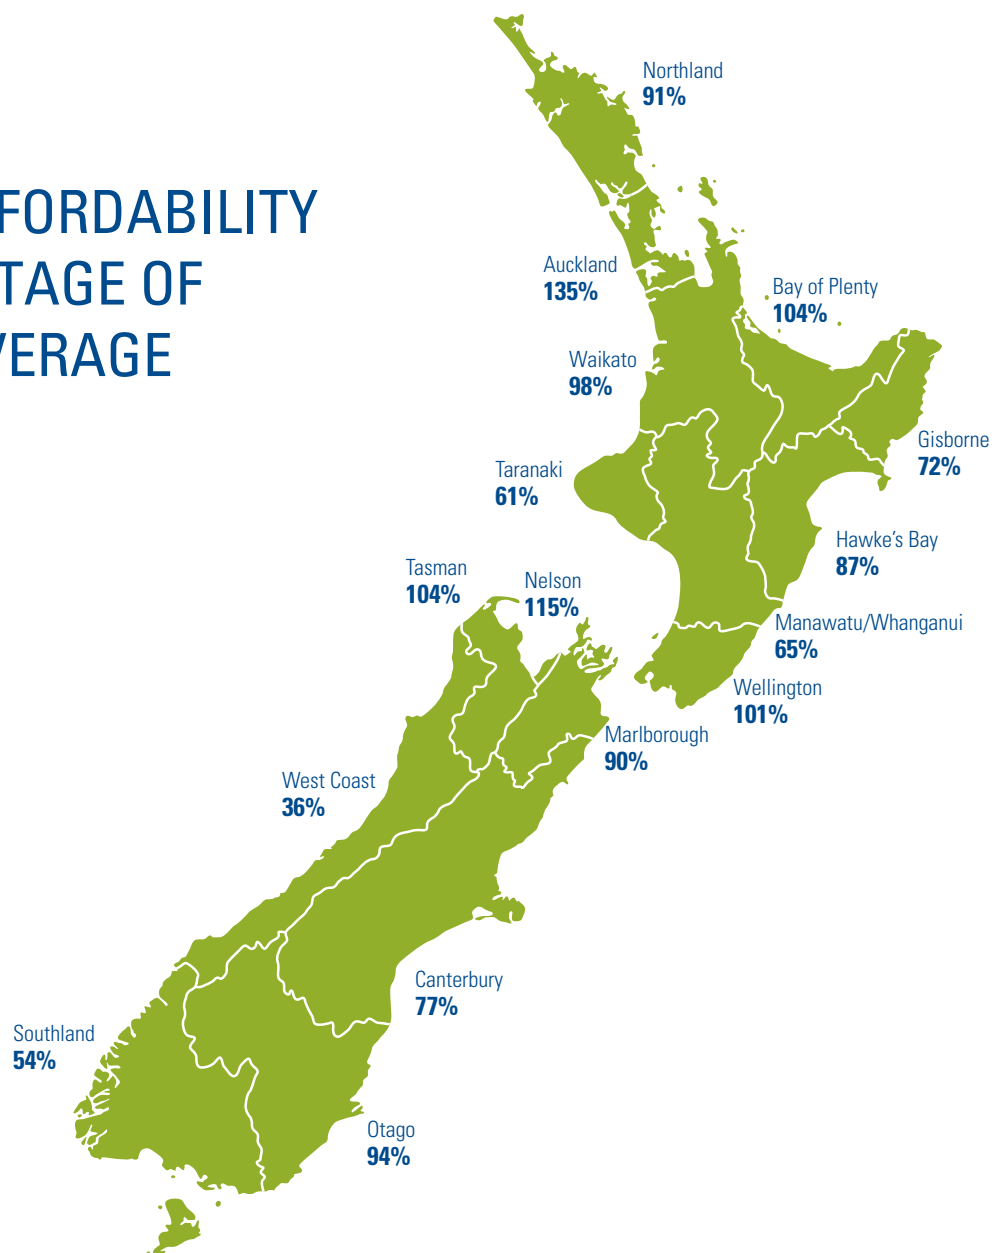 FFORDABILITY
TAGE OF
VERAGE
Northland
91%
Auckland
135%
Bay of Plenty
104%
Waikato
98%
Gisborne
72%
Taranaki
61%
Hawke's Bay
87%
Tasman
104%
Nelson
115%
Manawatu/Whanganui
65%
Wellington
101%
Marlborough
90%
West Coast
36%
Canterbury
77%
Southland
54%
Otago
94%